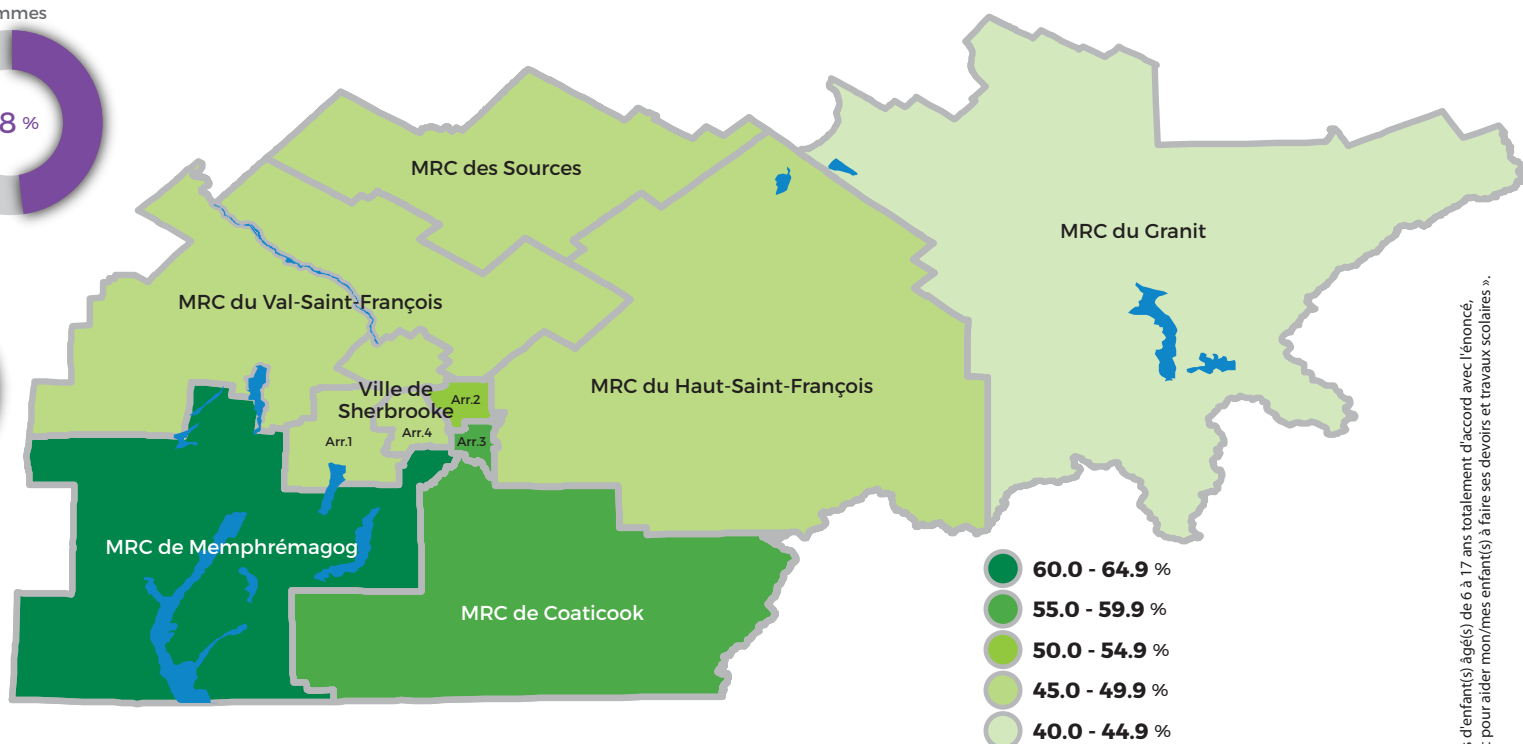 mmes
8 %
MRC des Sources
MRC du Granit
MRC du Val-Saint-François
MRC du Haut-Saint-François
Ville de
Sherbrooke
Arr.2
Arr.1
Arr.4
Arr.3
MRC de Memphrémagog
MRC de Coaticook
60.0 - 64.9 %
55.0 - 59.9 %
50.0 - 54.9 %
45.0 - 49.9 %
40.0 - 44.9 %
d'enfant(s) âgé(s) de 6 à 17 ans totalement d'accord avec l'énoncé,
pour aider mon/mes enfant(s) à faire ses devoirs et travaux scolaires ».